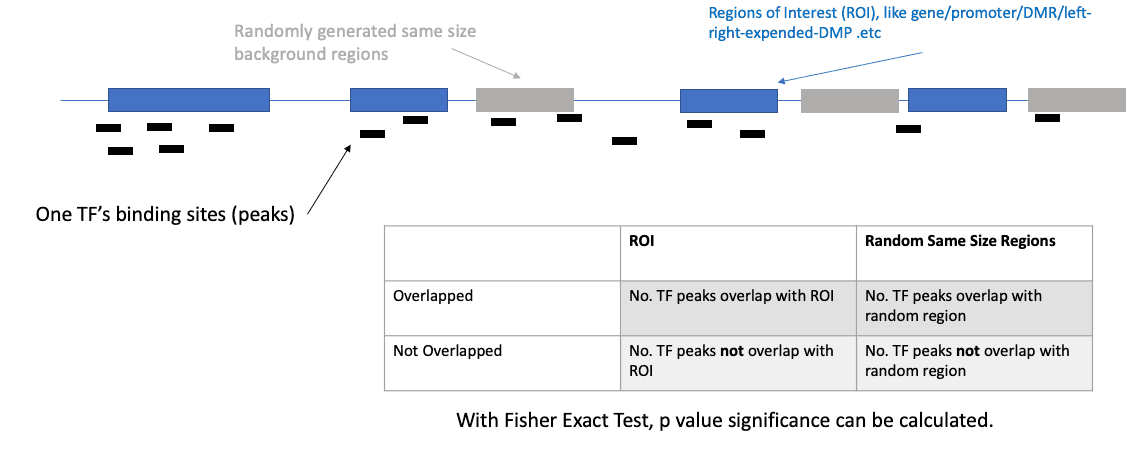 Regions of Interest (ROI), like gene/promoter/DMR/left-
right-expended-DMP .etc
Randomly generated same size
background regions
One TF's binding sites (peaks)
ROI
Random Same Size Regions
Overlapped
No. TF peaks overlap with ROI
No. TF peaks overlap with
random region
Not Overlapped
No. TF peaks not overlap with
ROI
No. TF peaks not overlap with
random region
With Fisher Exact Test, p value significance can be calculated.